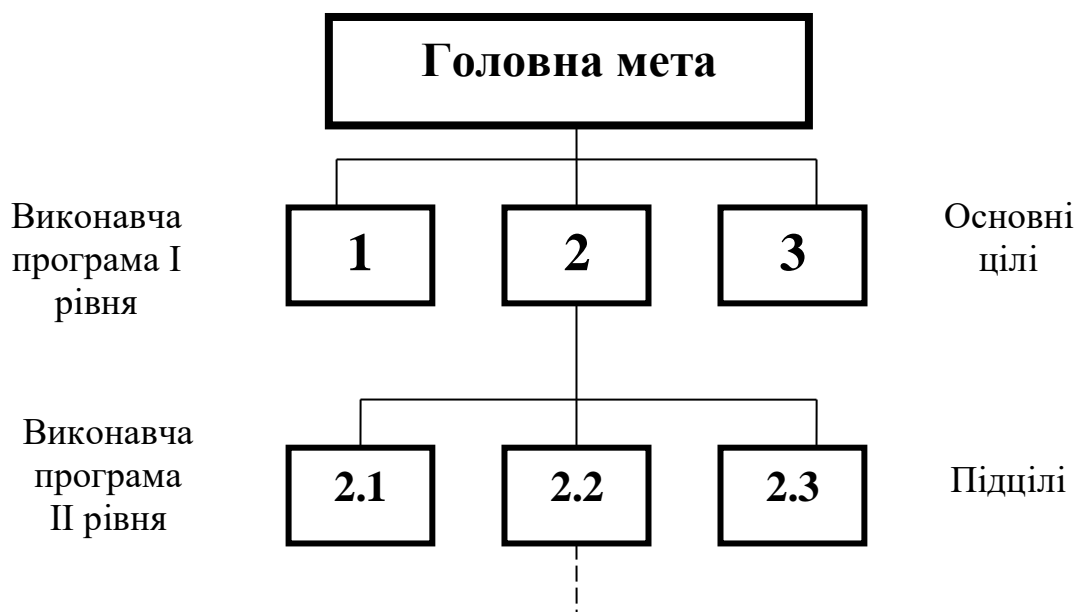 Головна мета
Виконавча
програма І
рівня
1
2
3
Основні
цілі
Виконавча
програма
ІІ рівня
2.1
2.2
2.3
Підцілі